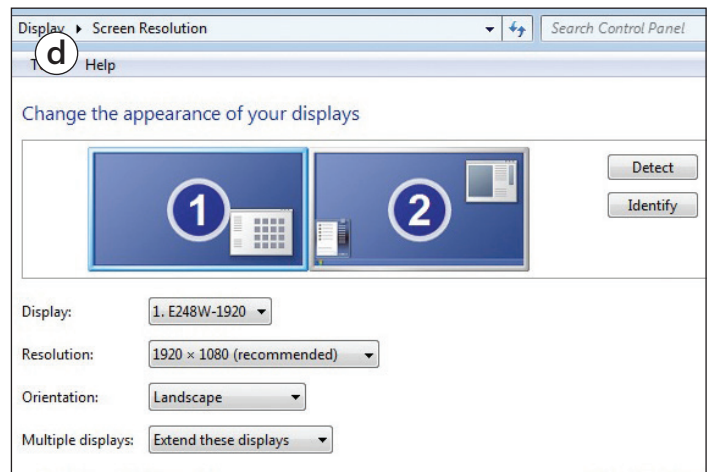 Display ▸ Screen Resolution Search Control Panel
d Help
Change the appearance of your displays
1 2
Detect
Identify
Display: 1. E248W-1920
Resolution: 1920 × 1080 (recommended)
Orientation: Landscape
Multiple displays: Extend these displays